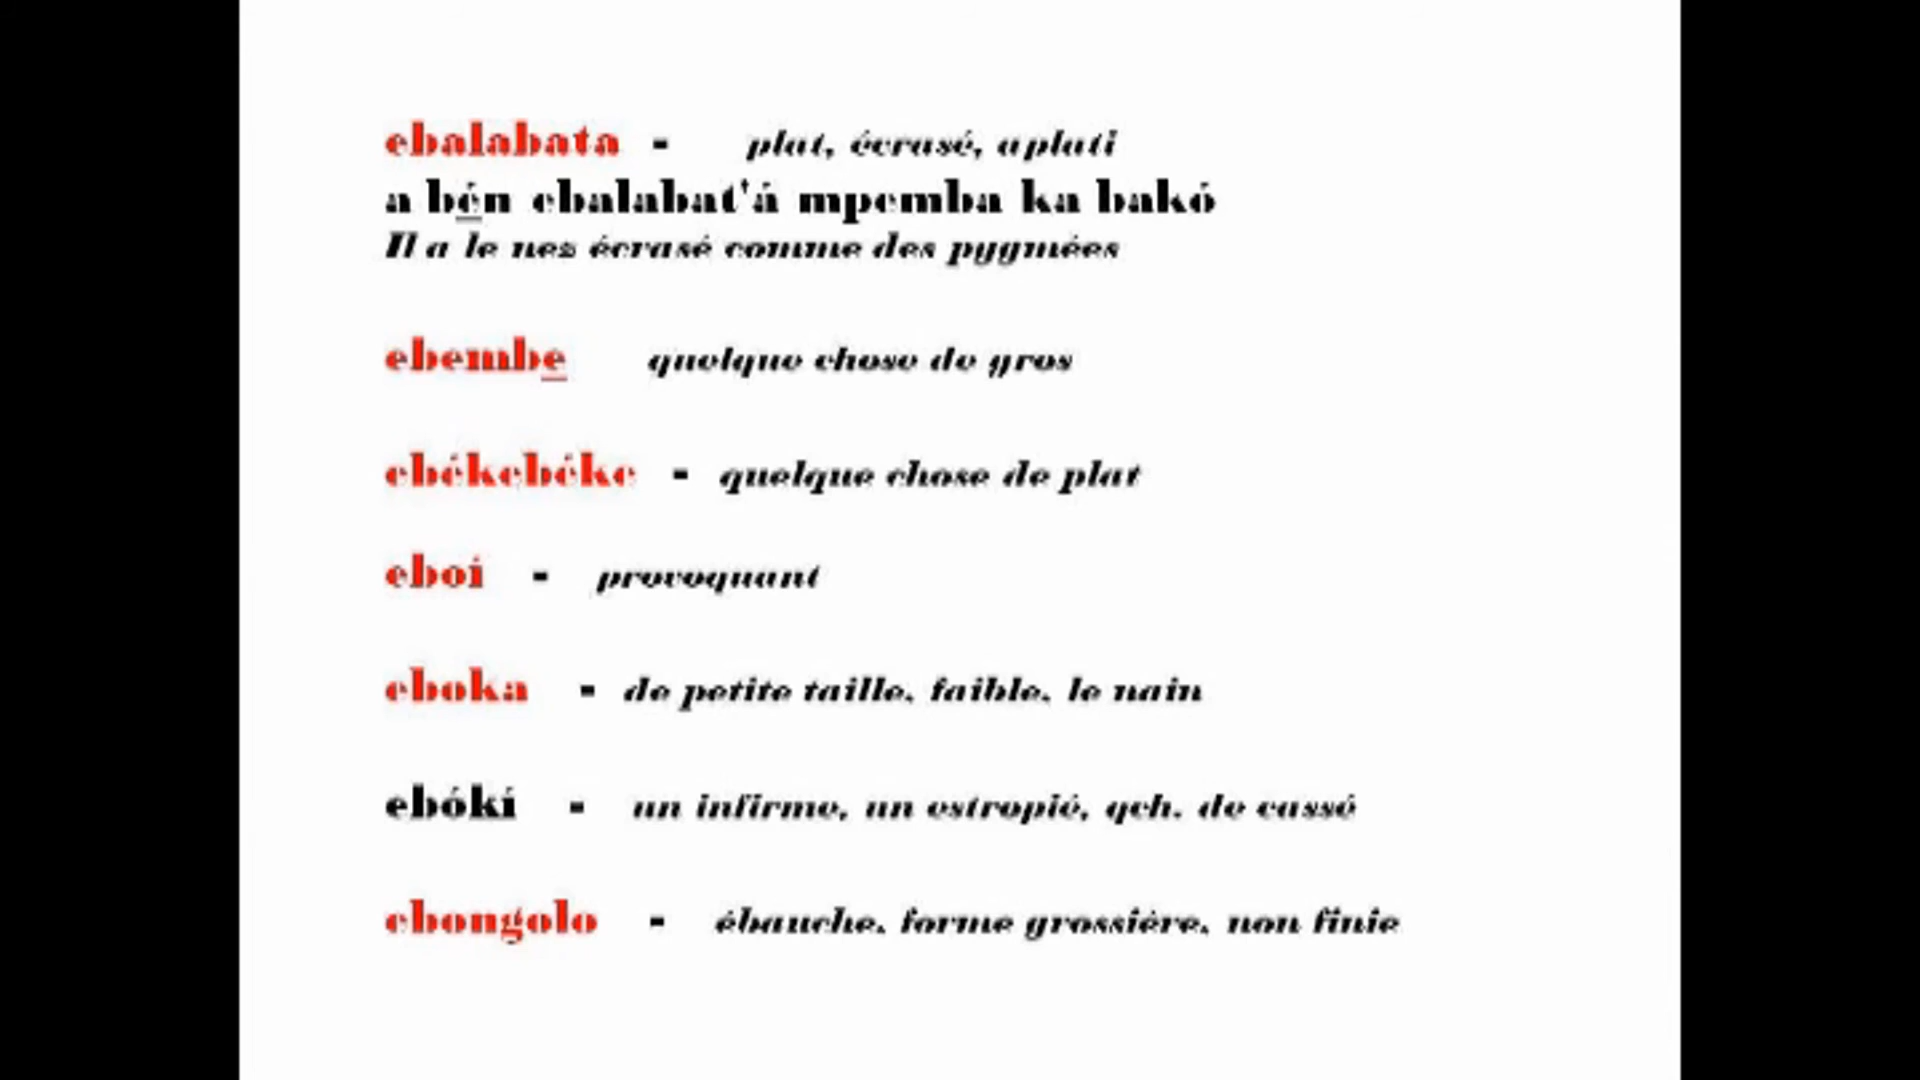 ebalabata - plat, écrasé, aplati
a bé̱n ebalabat'á mpemba ka bakó
Il a le nez écrasé comme des pygmées
ebembe̱ quelque chose de gros
ebékebéke - quelque chose de plat
eboi - provoquant
eboka - de petite taille, faible, le nain
ebókí - un infirme, un estropié, qch. de cassé
ebongolo - ébauche, forme grossière, non finie